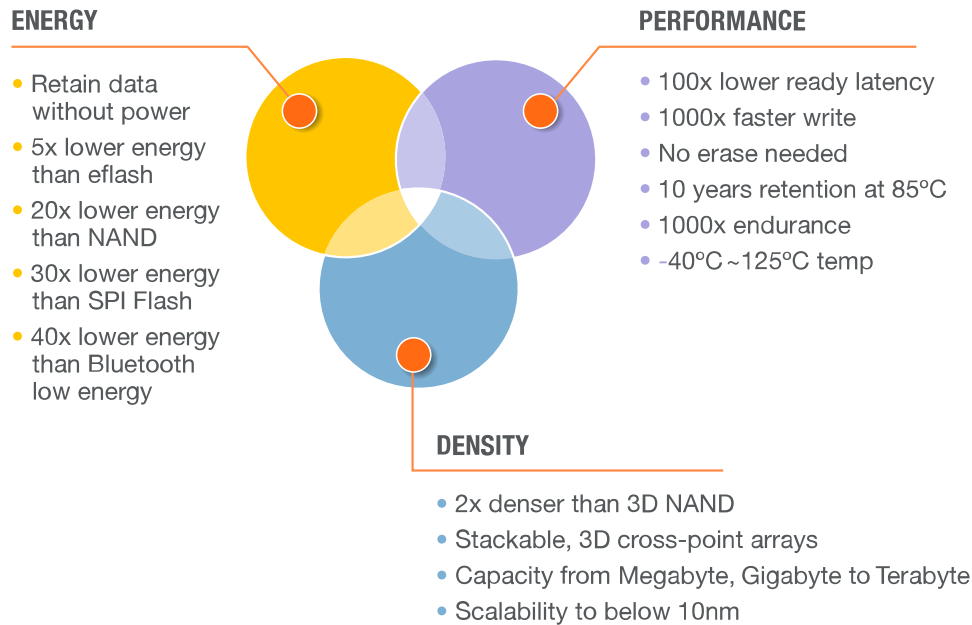 ENERGY
Retain data
without power
5x lower energy
than eflash
20x lower energy
than NAND
30x lower energy
than SPI Flash
40x lower energy
than Bluetooth
low energy
PERFORMANCE
100x lower ready latency
1000x faster write
No erase needed
10 years retention at 85ºC
1000x endurance
-40ºC~125ºC temp
DENSITY
2x denser than 3D NAND
Stackable, 3D cross-point arrays
Capacity from Megabyte, Gigabyte to Terabyte
Scalability to below 10nm